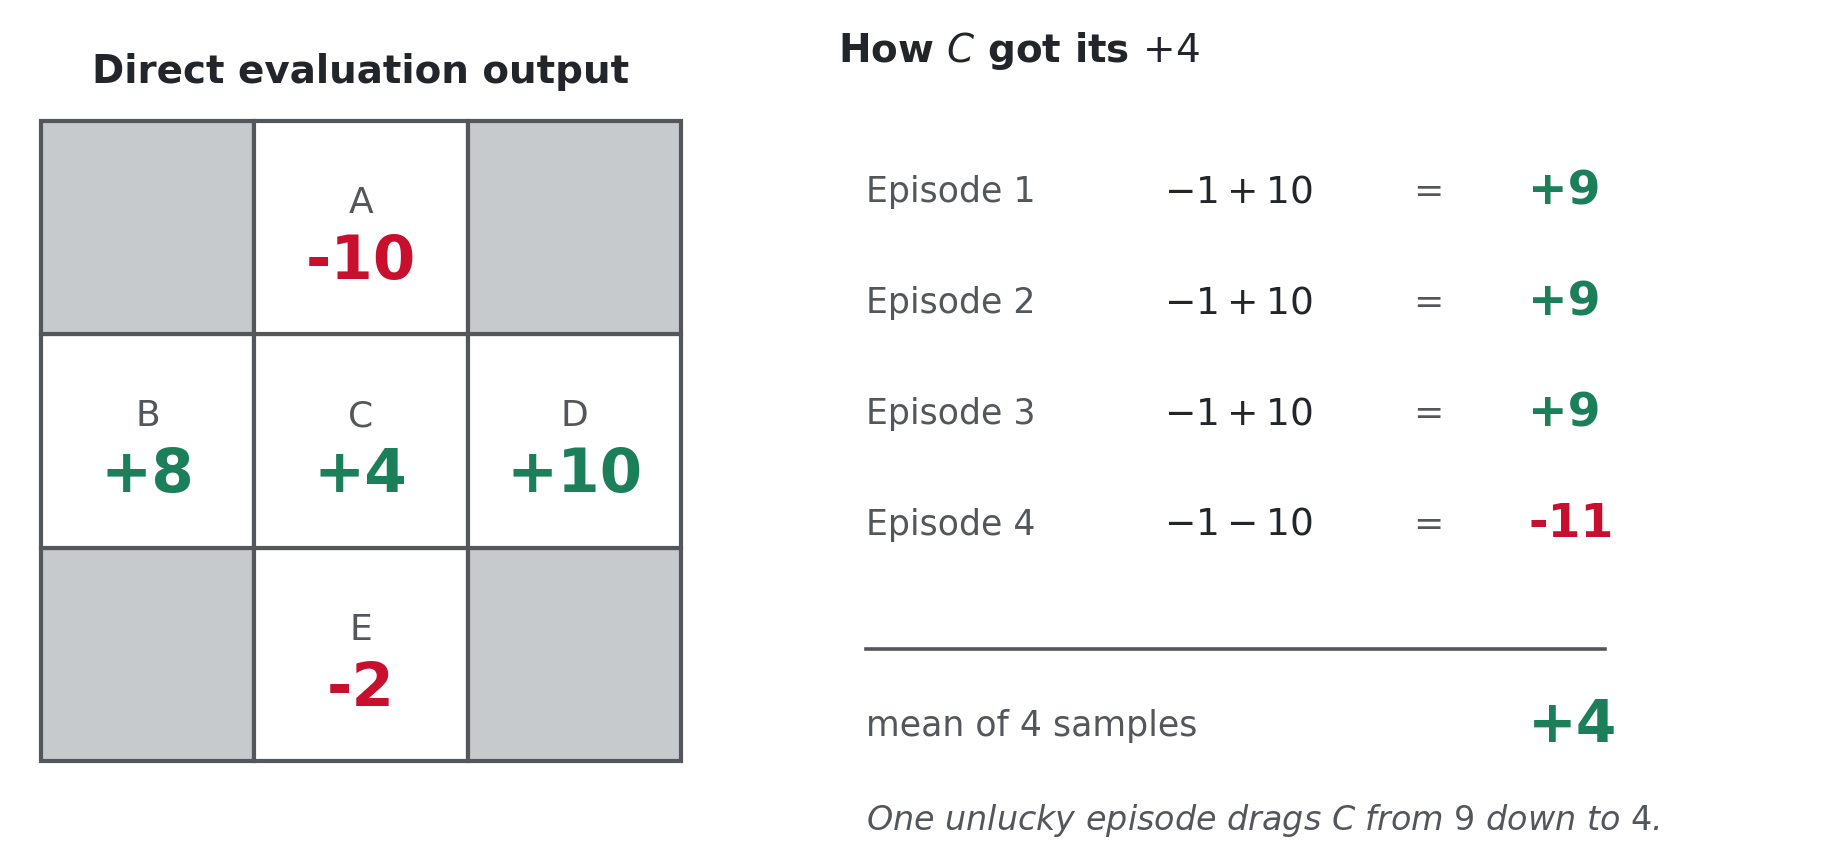 Direct evaluation output
A
-10
B
+8
C
+4
D
+10
E
-2
How C got its +4
Episode 1 −1 + 10 = +9
Episode 2 −1 + 10 = +9
Episode 3 −1 + 10 = +9
Episode 4 −1 − 10 = -11
mean of 4 samples +4
One unlucky episode drags C from 9 down to 4.